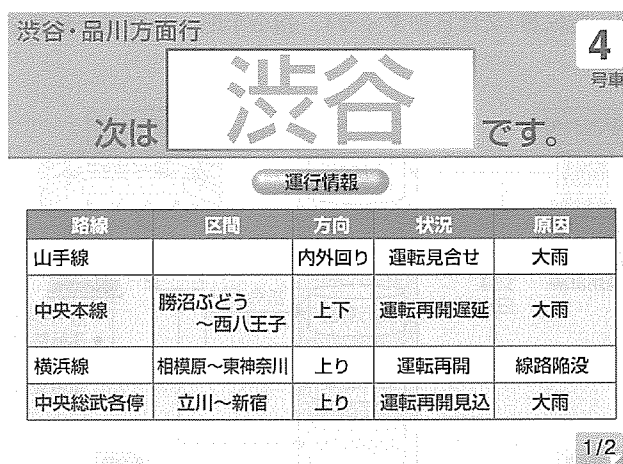 渋谷・品川方面行
4
号車
次は 渋谷 です。
運行情報
路線 区間 方向 状況 原因
山手線 内外回り 運転見合せ 大雨
中央本線 勝沼ぶどう
～西八王子 上下 運転再開遅延 大雨
横浜線 相模原～東神奈川 上り 運転再開 線路陥没
中央総武各停 立川～新宿 上り 運転再開見込 大雨
1/2